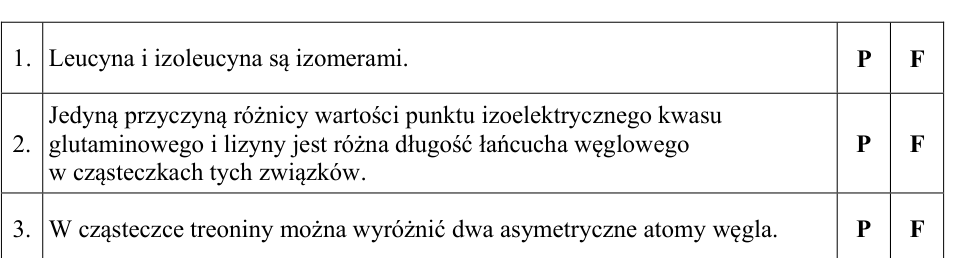 1. Leucyna i izoleucyna są izomerami. P F
Jedyną przyczyną różnicy wartości punktu izoelektrycznego kwasu
2. glutaminowego i lizyny jest różna długość łańcucha węglowego P F
w cząsteczkach tych związków.
3. W cząsteczce treoniny można wyróżnić dwa asymetryczne atomy węgla. P F